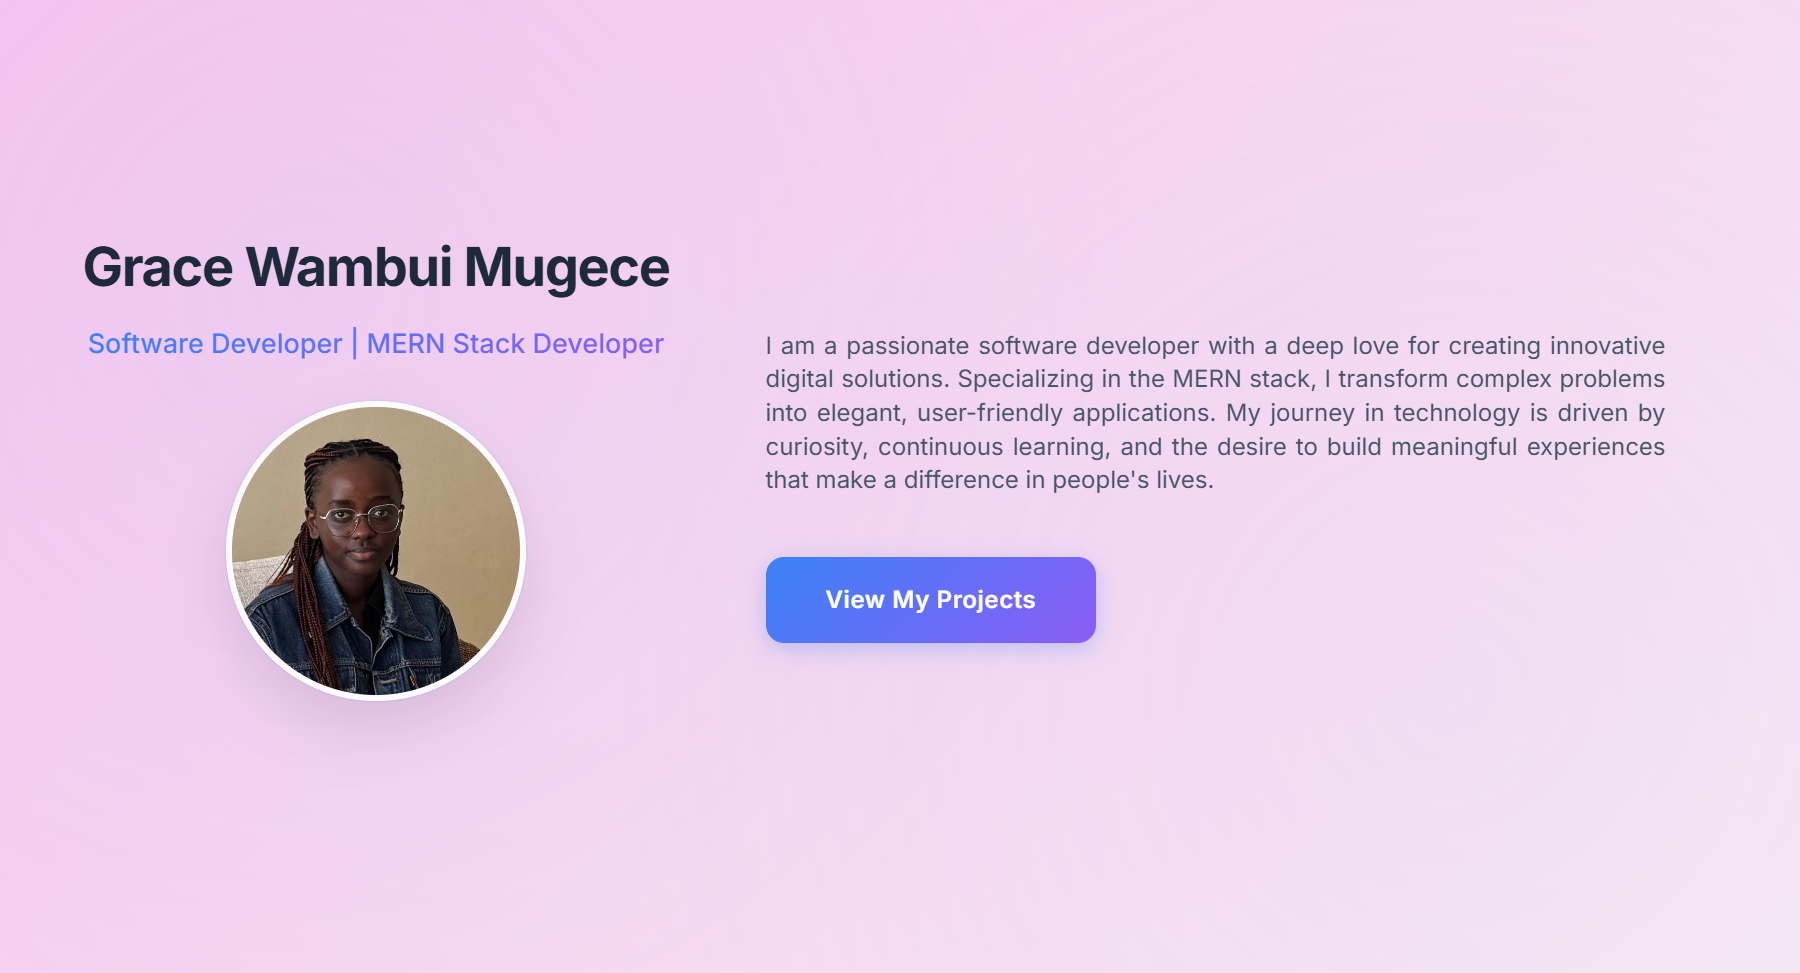 Grace Wambui Mugece
Software Developer | MERN Stack Developer
I am a passionate software developer with a deep love for creating innovative
digital solutions. Specializing in the MERN stack, I transform complex problems
into elegant, user-friendly applications. My journey in technology is driven by
curiosity, continuous learning, and the desire to build meaningful experiences
that make a difference in people's lives.
View My Projects